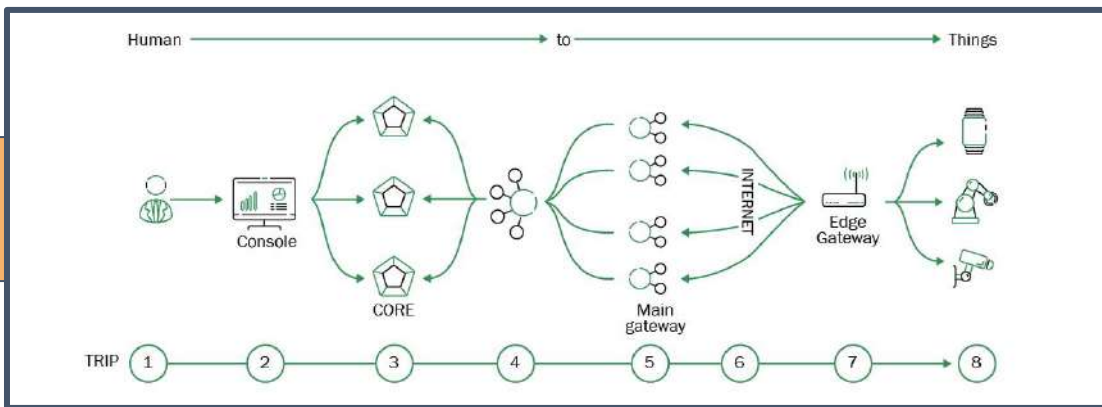 Human to Things
Console
CORE
Main
gateway
INTERNET
Edge
Gateway
TRIP 1 2 3 4 5 6 7 8